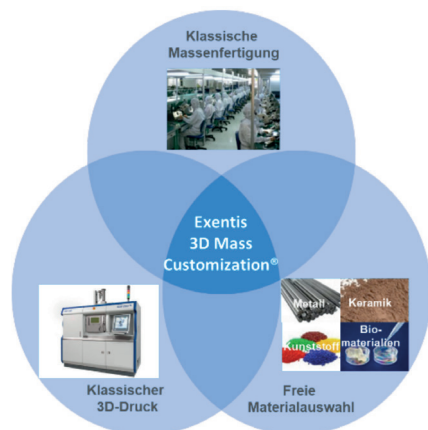 Klassische
Massenfertigung
Exentis
3D Mass
Customization®
Metall
Keramik
Kunststoff
Bio-
materialien
Klassischer
3D-Druck
Freie
Materialauswahl